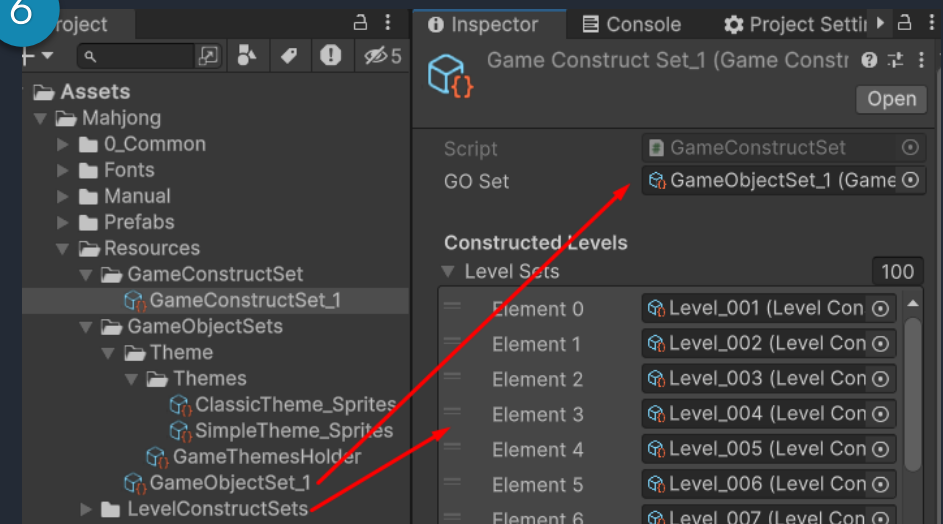 6
roject
Inspector
Console
Project Settin
5
Game Construct Set_1 (Game Constr
Open
Assets
Mahjong
0_Common
Fonts
Manual
Prefabs
Resources
GameConstructSet
GameConstructSet_1
GameObjectSets
Theme
Themes
ClassicTheme_Sprites
SimpleTheme_Sprites
GameThemesHolder
GameObjectSet_1
LevelConstructSets
Script
GameConstructSet
GO Set
GameObjectSet_1 (Game
Constructed Levels
Level Sets
100
Element 0
Level_001 (Level Con
Element 1
Level_002 (Level Con
Element 2
Level_003 (Level Con
Element 3
Level_004 (Level Con
Element 4
Level_005 (Level Con
Element 5
Level_006 (Level Con
Element 6
Level_007 (Level Con